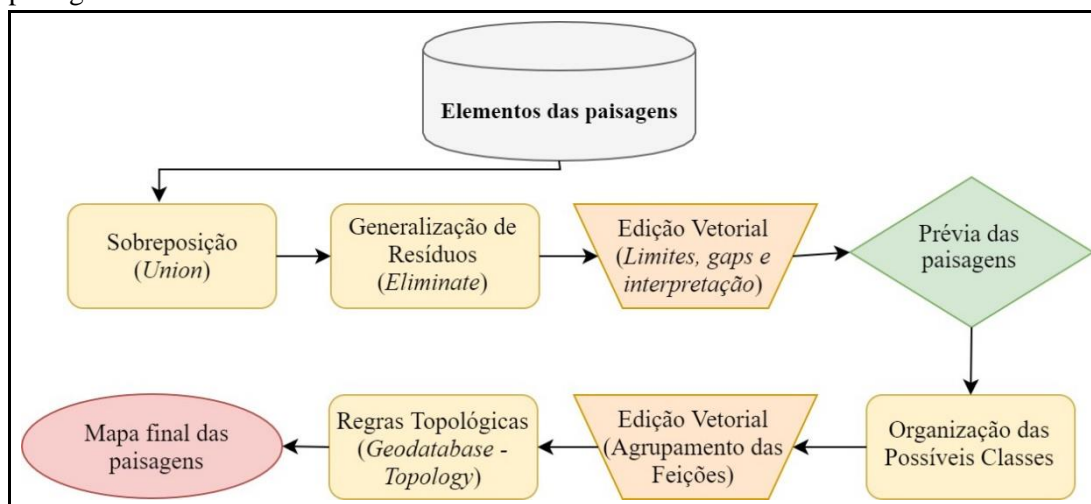 Elementos das paisagens
Sobreposição
(Union)
Generalização de
Resíduos
(Eliminate)
Edição Vetorial
(Limites, gaps e
interpretação)
Prévia das
paisagens
Mapa final das
paisagens
Regras Topológicas
(Geodatabase -
Topology)
Edição Vetorial
(Agrupamento das
Feições)
Organização das
Possíveis Classes